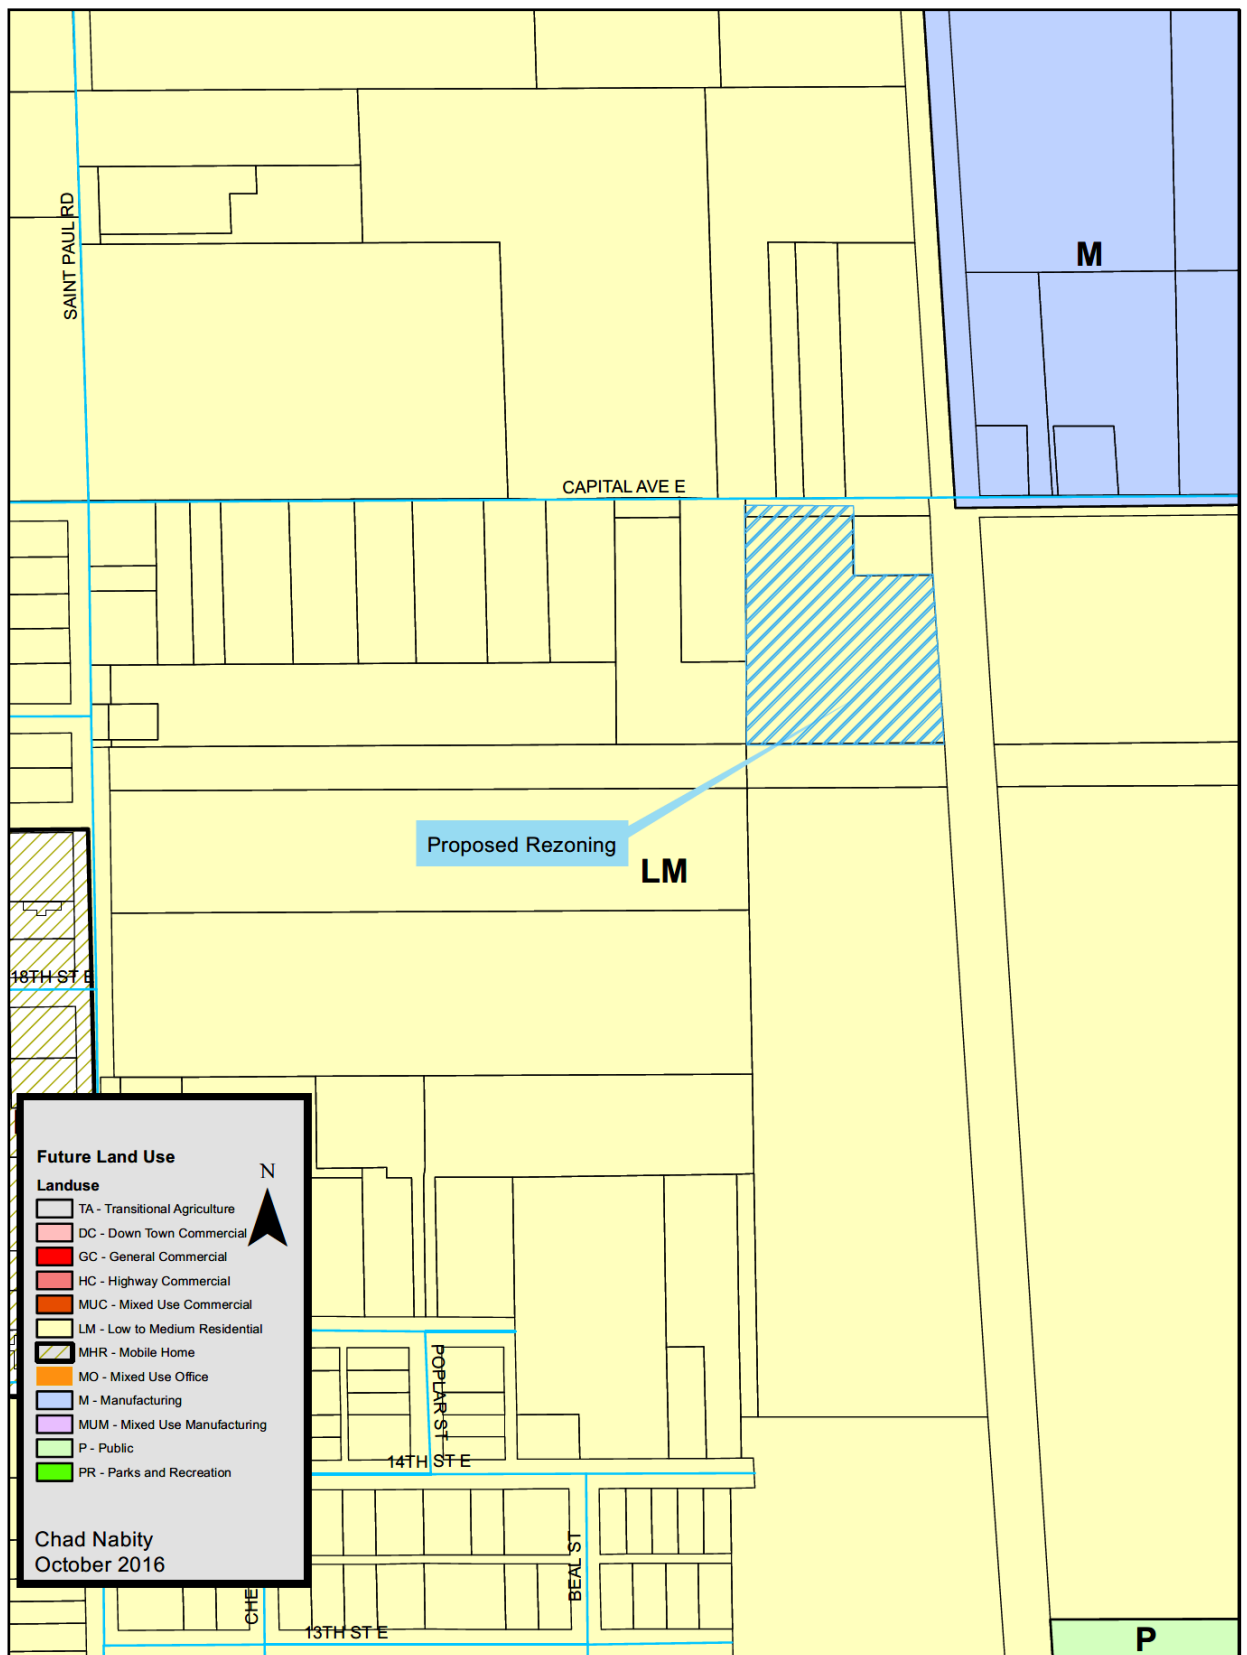 M
SAINT PAUL RD
CAPITAL AVE E
Proposed Rezoning
LM
18TH ST E
Future Land Use
N
Landuse
TA - Transitional Agriculture
DC - Down Town Commercial
GC - General Commercial
HC - Highway Commercial
MUC - Mixed Use Commercial
LM - Low to Medium Residential
MHR - Mobile Home
MO - Mixed Use Office
M - Manufacturing
MUM - Mixed Use Manufacturing
P - Public
PR - Parks and Recreation
Chad Nabity
October 2016
POPLAR ST
14TH ST E
BEAL ST
CHE
13TH ST E
P